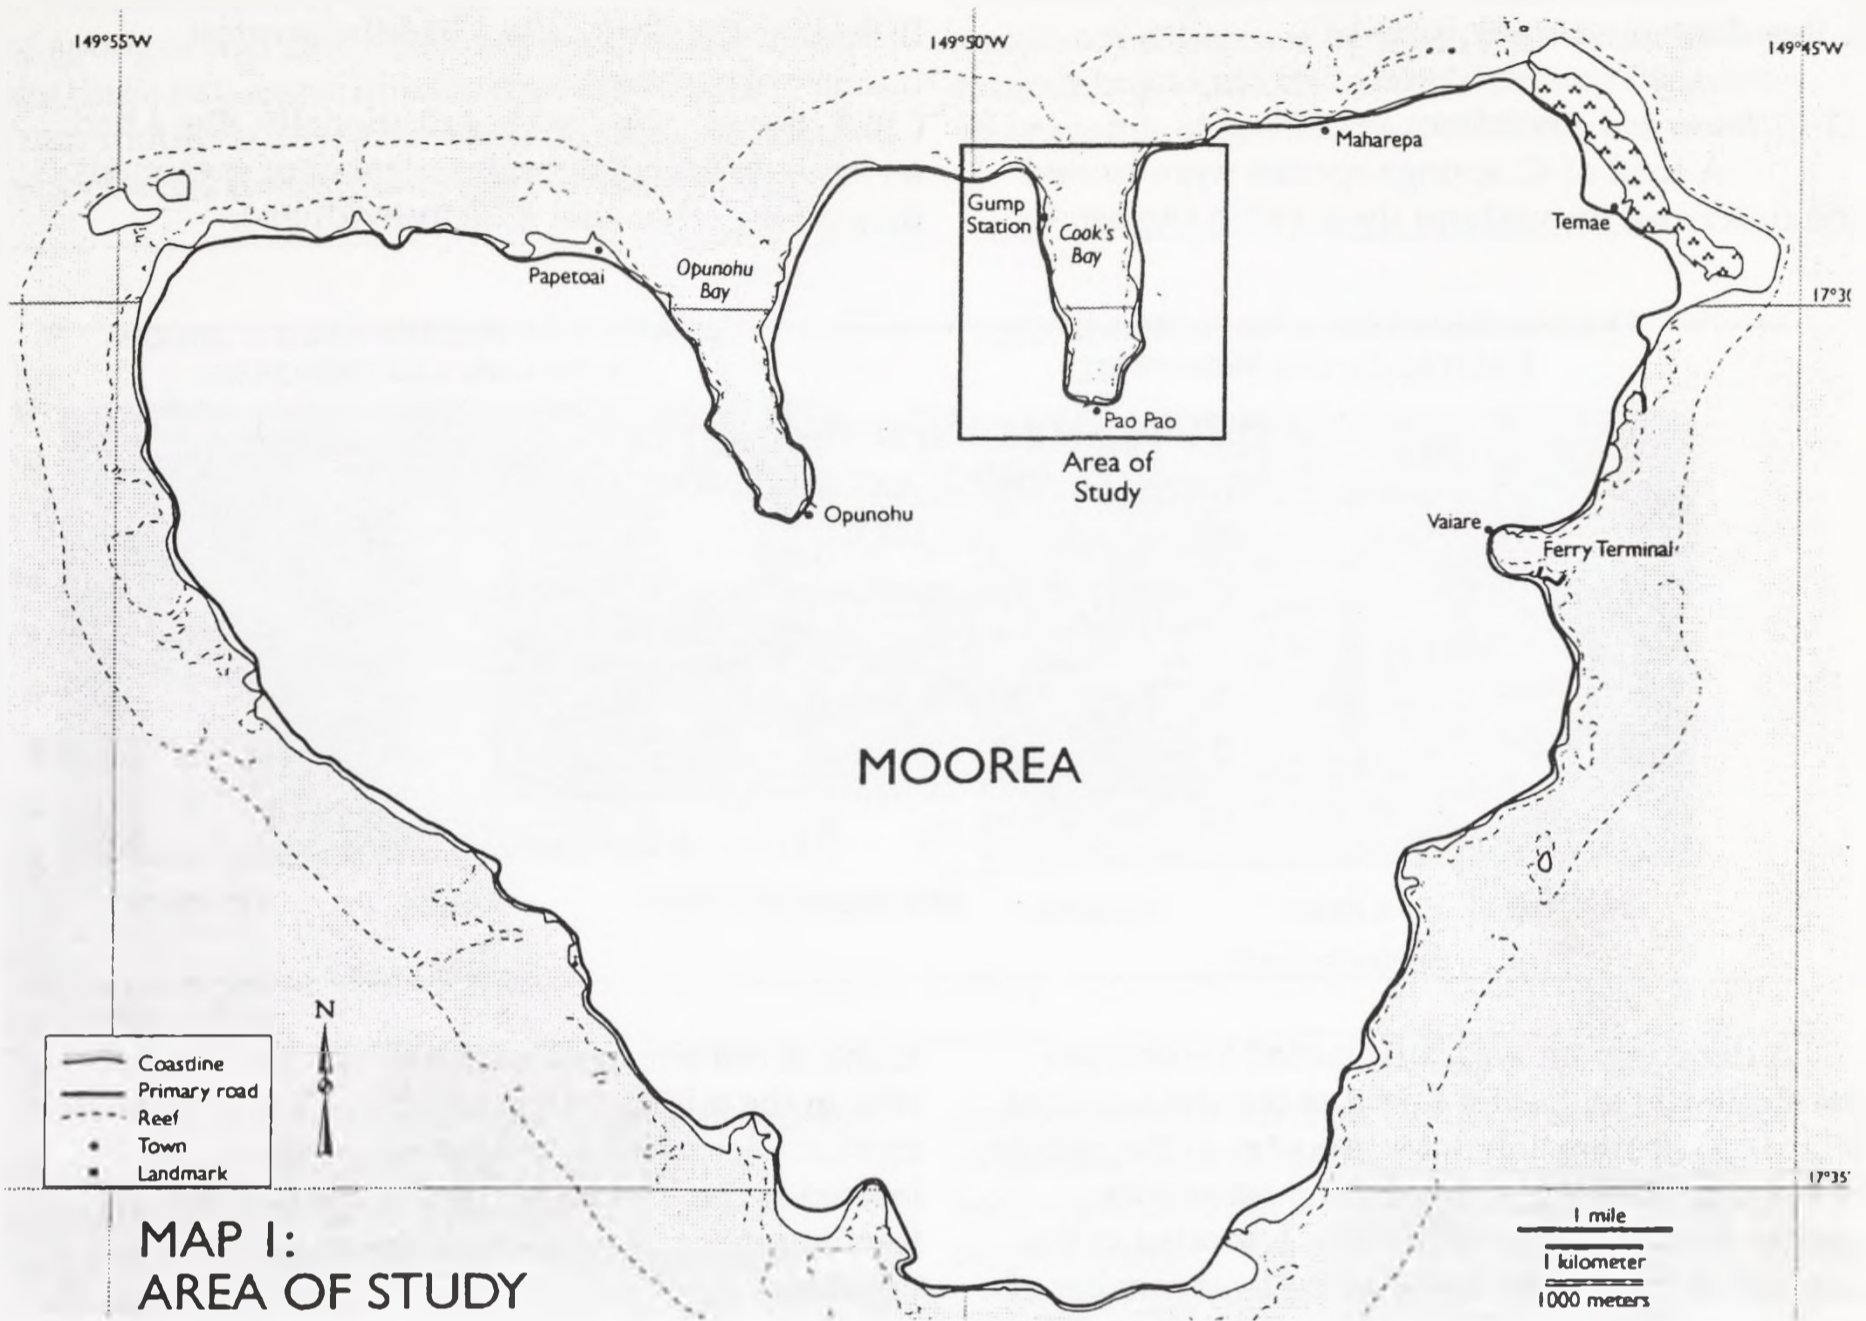 149°55'W
149°50'W
149°45'W
Maharepa
Gump
Station
Cook's
Bay
Temae
Papetoai
Opunohu
Bay
17°30
Pao Pao
Area of
Study
Opunohu
Vaiare
Ferry Terminal
MOOREA
N
Coastline
Primary road
Reef
Town
Landmark
17°35'
MAP 1:
AREA OF STUDY
1 mile
1 kilometer
1000 meters